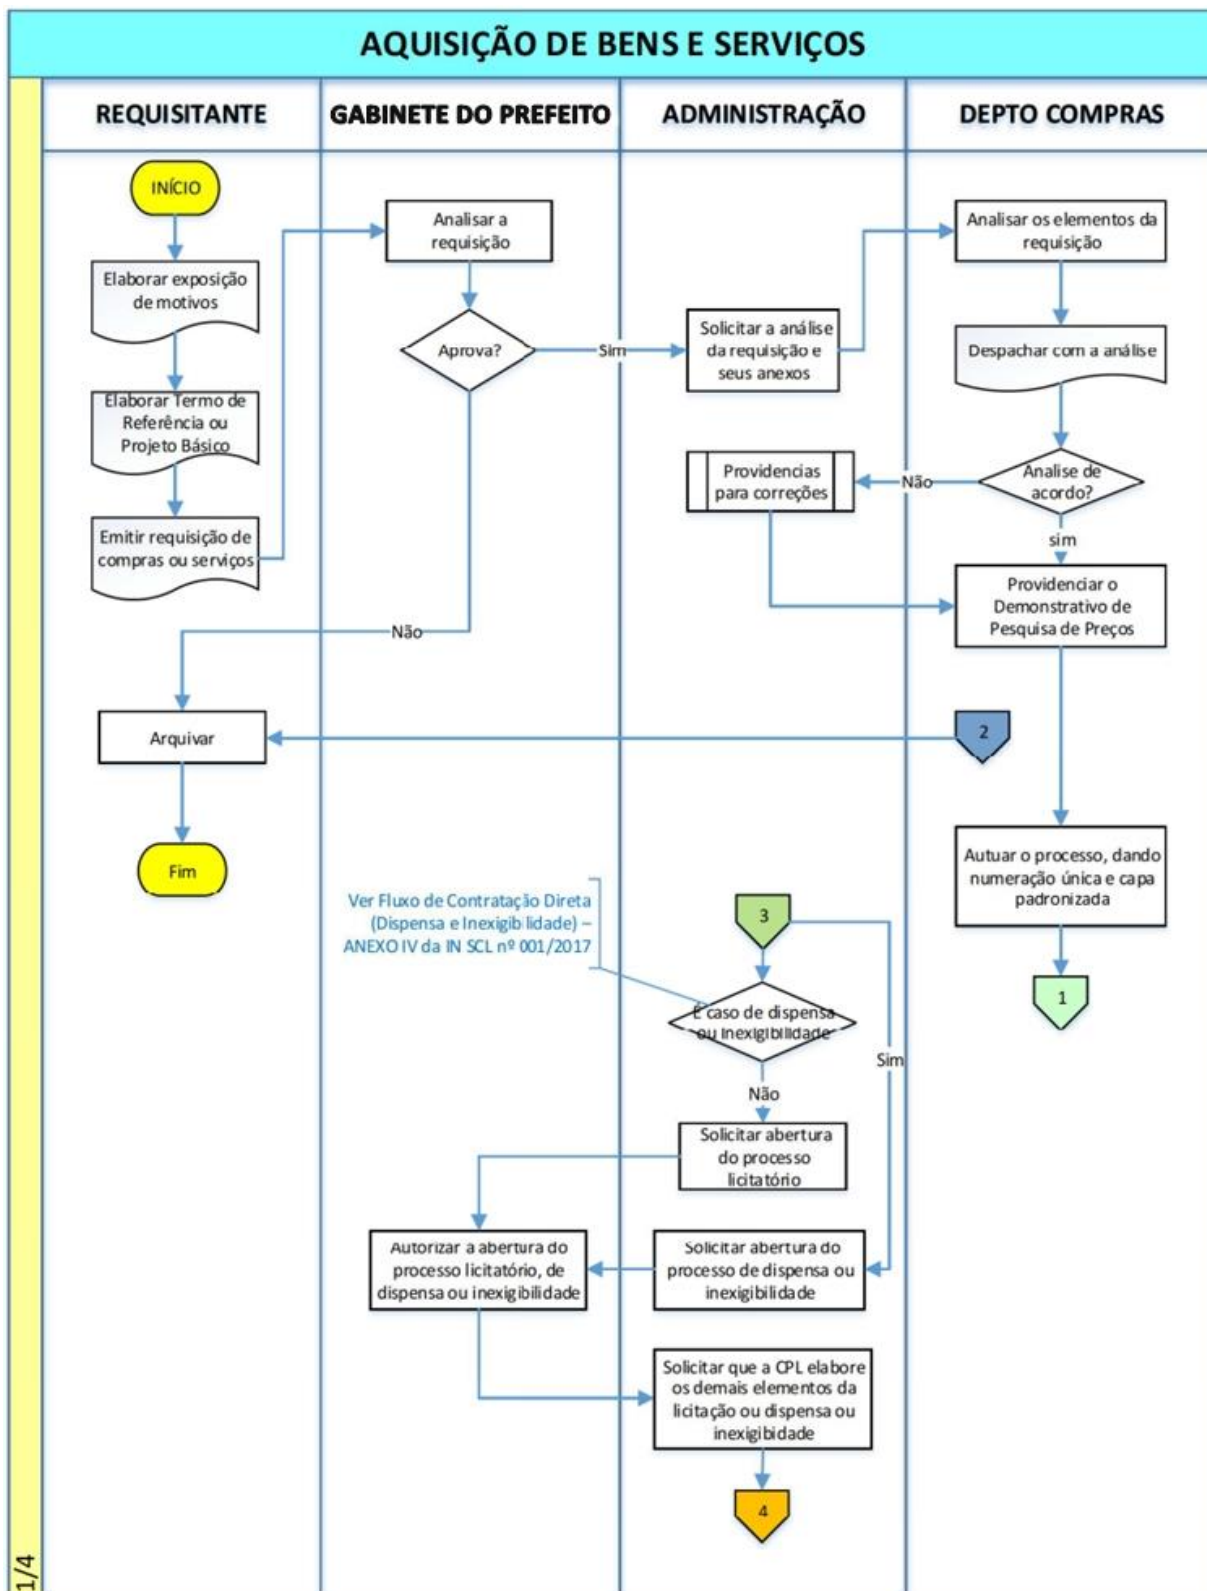 AQUISIÇÃO DE BENS E SERVIÇOS
REQUISITANTE
GABINETE DO PREFEITO
ADMINISTRAÇÃO
DEPTO COMPRAS
INÍCIO
Elaborar exposição
de motivos
Elaborar Termo de
Referência ou
Projeto Básico
Emitir requisição de
compras ou serviços
Analisar a
requisição
Aprova?
Sim
Não
Solicitar a análise
da requisição e
seus anexos
Analisar os elementos da
requisição
Despachar com a análise
Analise de
acordo?
Não
sim
Providencias
para correções
Providenciar o
Demonstrativo de
Pesquisa de Preços
Arquivar
2
Fim
Autuar o processo, dando
numeração única e capa
padronizada
1
Ver Fluxo de Contratação Direta
(Dispensa e Inexigibilidade) –
ANEXO IV da IN SCL nº 001/2017
3
É caso de dispensa
ou Inexigibilidade
Sim
Não
Solicitar abertura
do processo
licitatório
Autorizar a abertura do
processo licitatório, de
dispensa ou inexigibilidade
Solicitar abertura do
processo de dispensa ou
inexigibilidade
Solicitar que a CPL elabore
os demais elementos da
licitação ou dispensa ou
inexigibidade
4
1/4